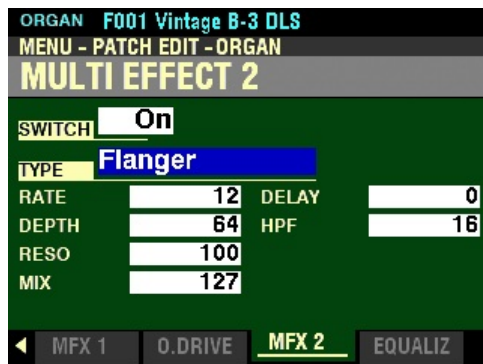 ORGAN F001 Vintage B-3 DLS
MENU - PATCH EDIT - ORGAN
MULTI EFFECT 2
SWITCH On
TYPE Flanger
RATE 12 DELAY 0
DEPTH 64 HPF 16
RESO 100
MIX 127
MFX 1 O.DRIVE MFX 2 EQUALIZ